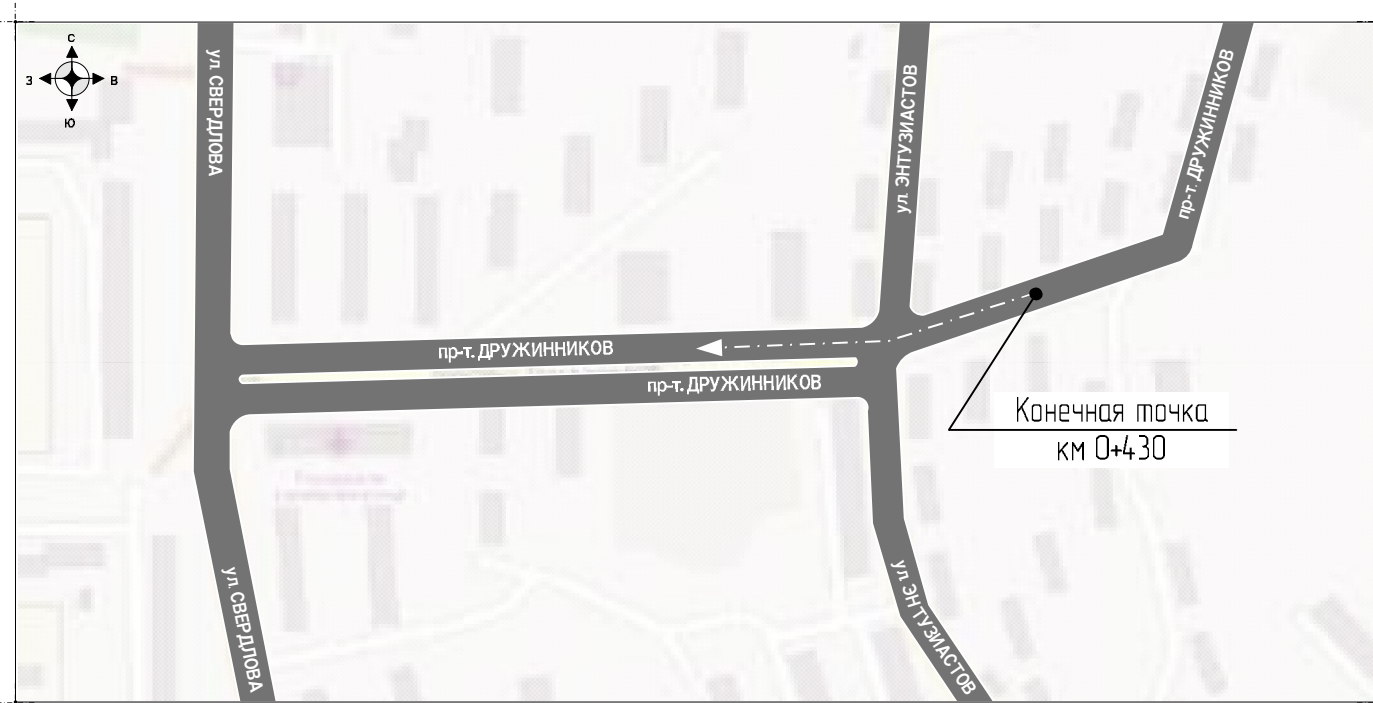 С
З В
Ю
ул. СВЕРДЛОВА
ул. ЭНТУЗИАСТОВ
пр-т. ДРУЖИННИКОВ
пр-т. ДРУЖИННИКОВ
пр-т. ДРУЖИННИКОВ
Конечная точка
км 0+430
ул. СВЕРДЛОВА
ул. ЭНТУЗИАСТОВ